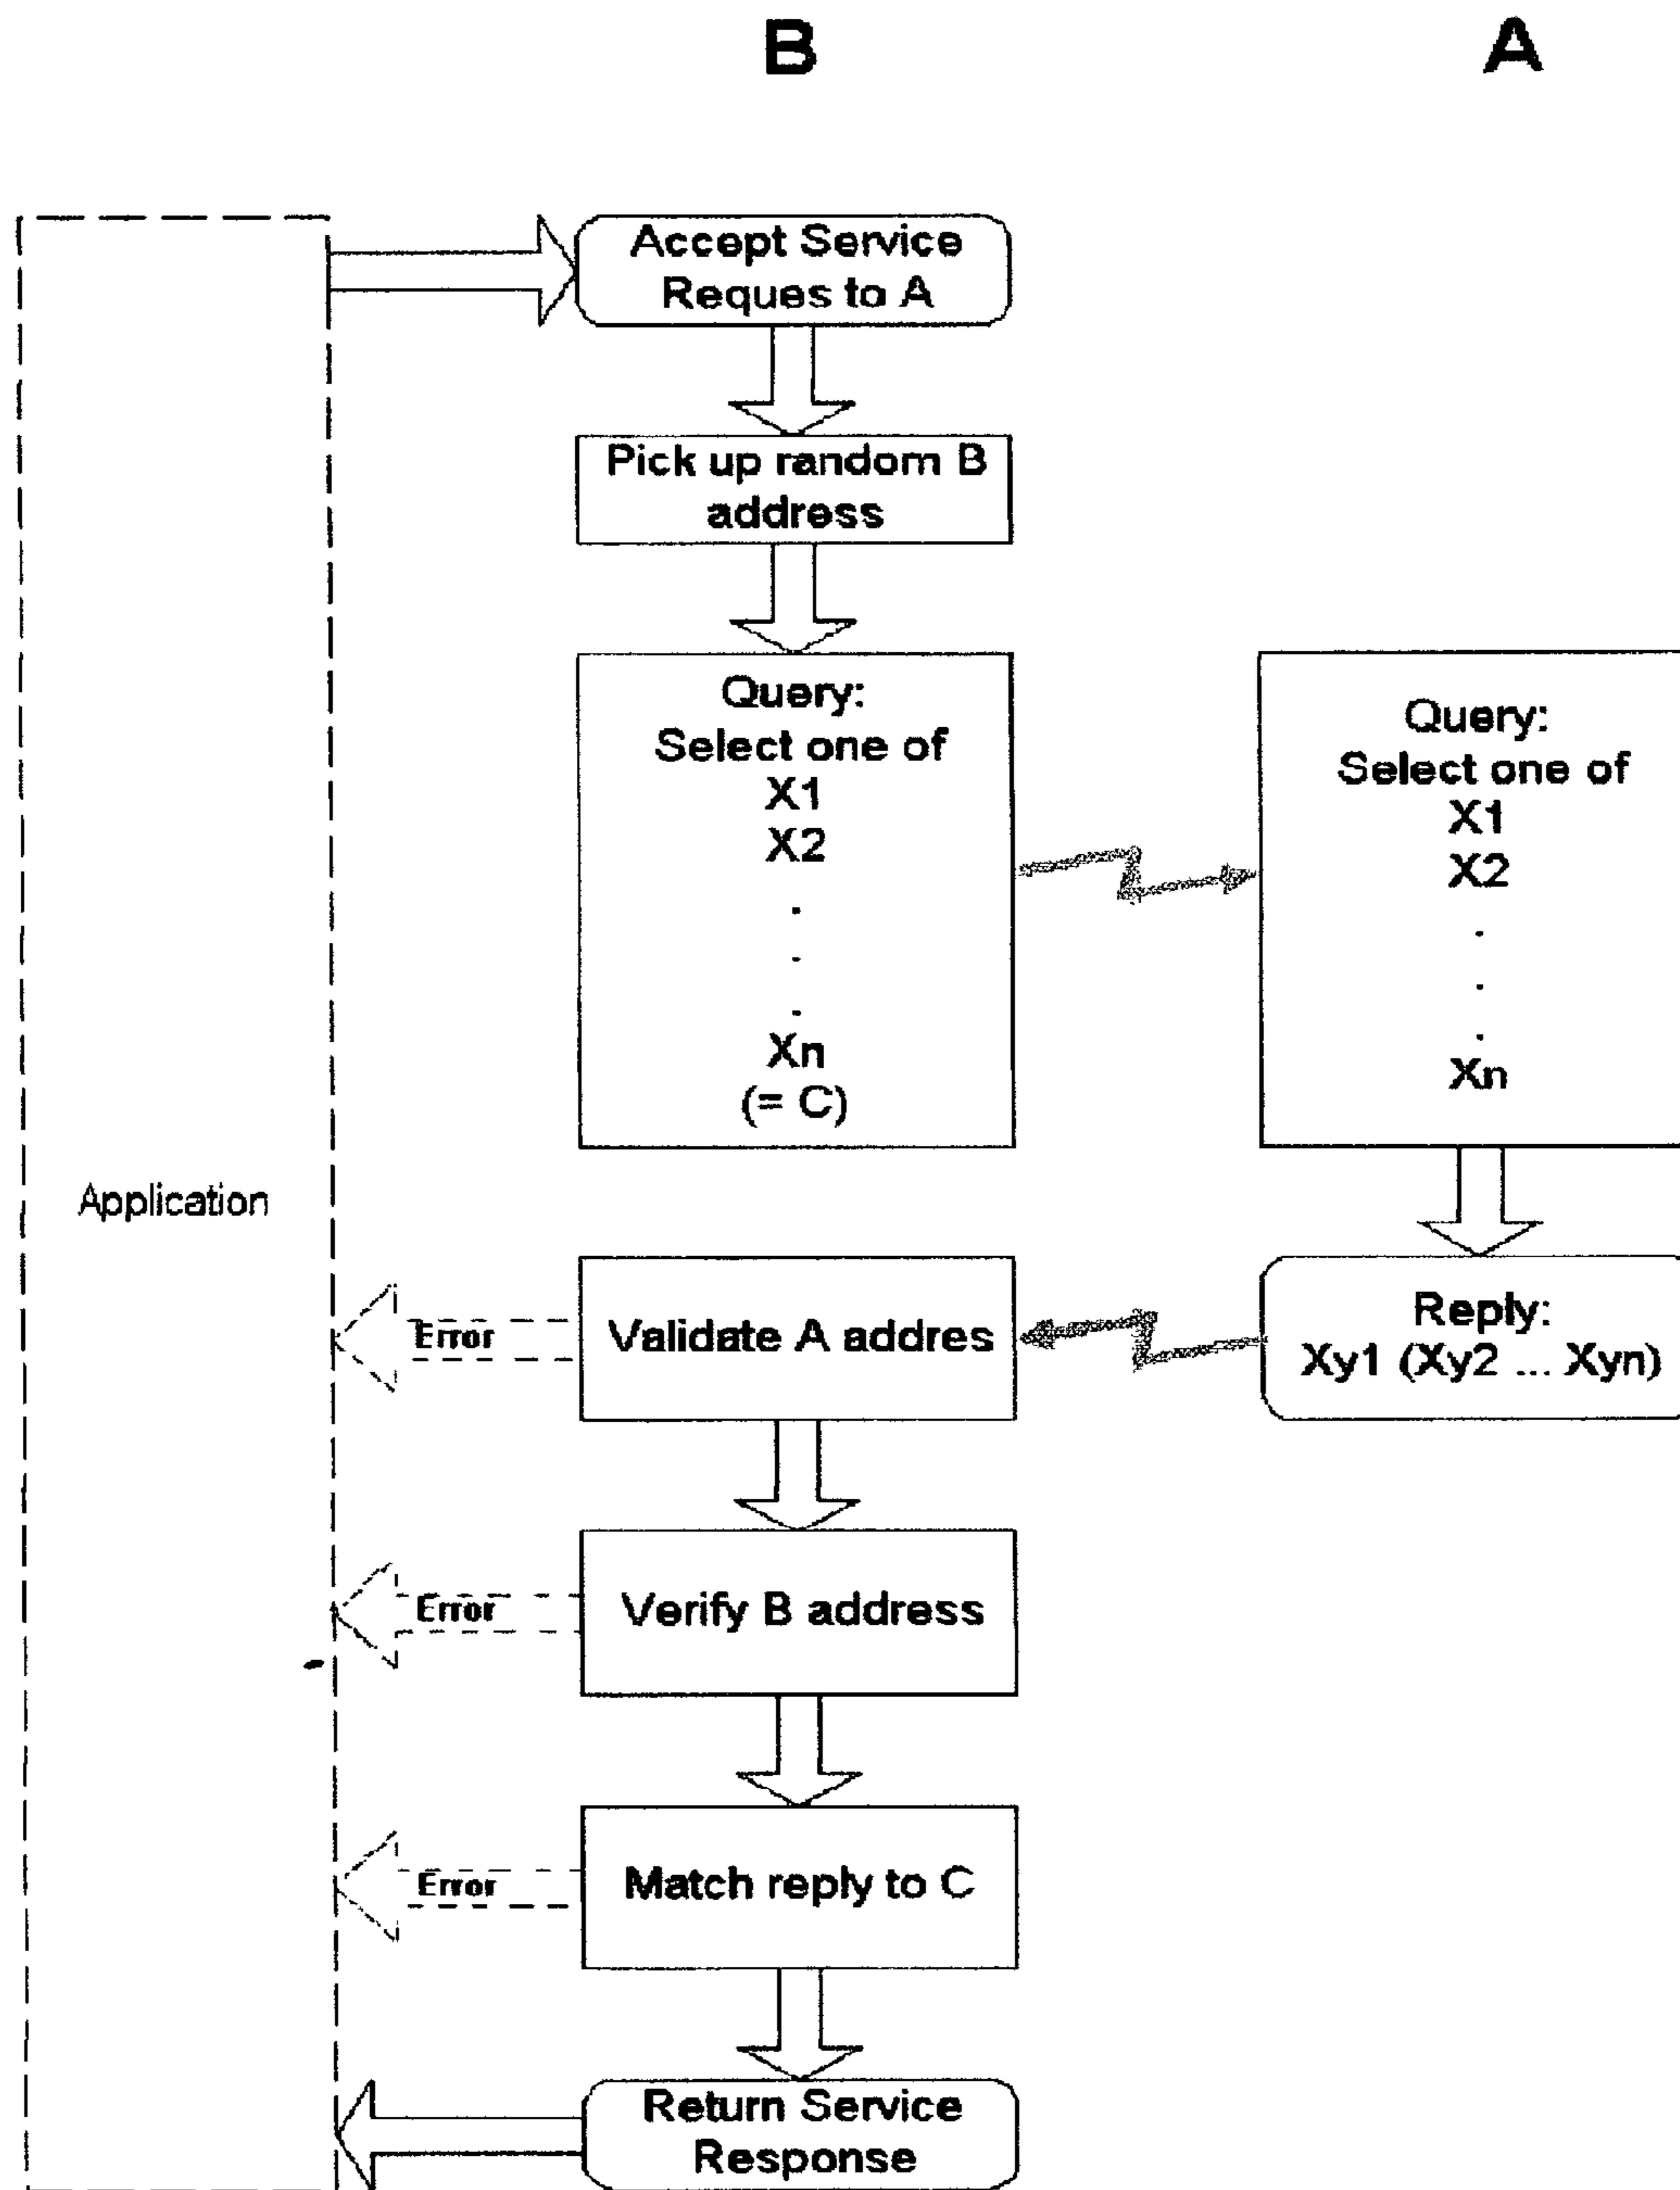 B
A
Accept Service
Reques to A
Pick up random B
address
Query:
Select one of
X1
X2
.
.
.
Xn
(= C)
Query:
Select one of
X1
X2
.
.
.
Xn
Application
Error
Validate A addres
Reply:
Xy1 (Xy2 ... Xyn)
Error
Verify B address
Error
Match reply to C
Return Service
Response